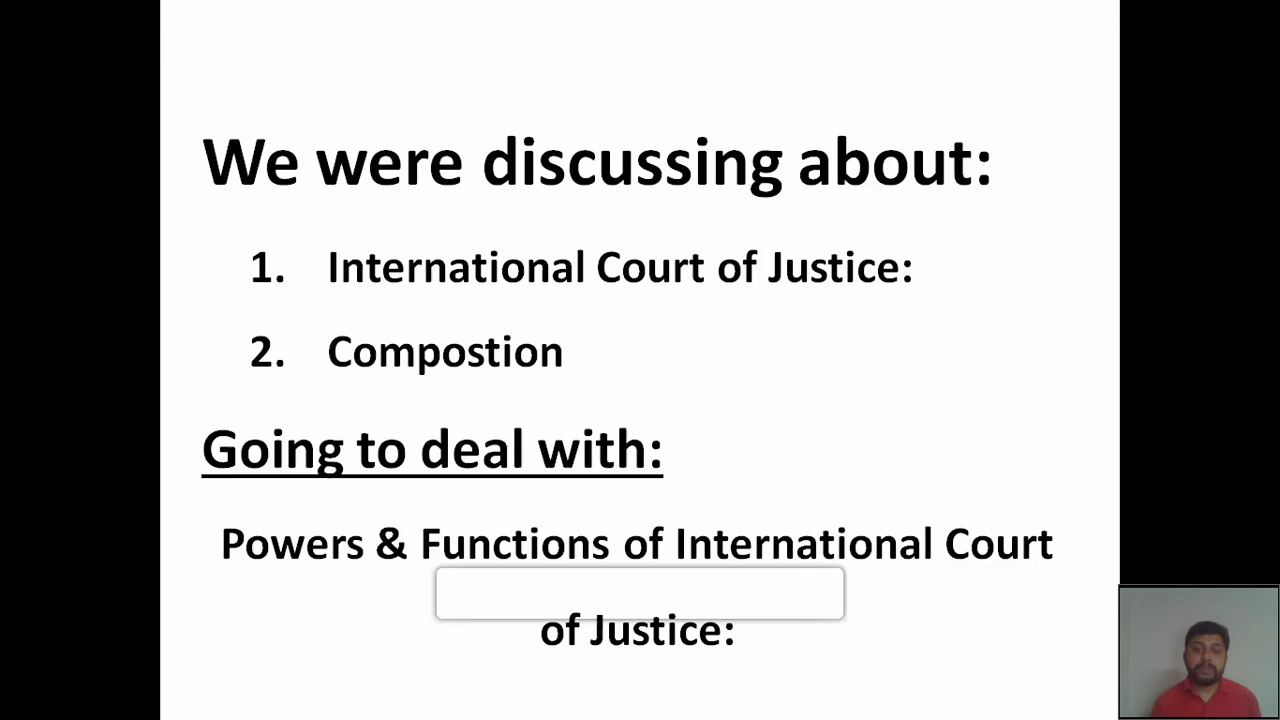 We were discussing about:
1. International Court of Justice:
2. Compostion
Going to deal with:
Powers & Functions of International Court
of Justice: